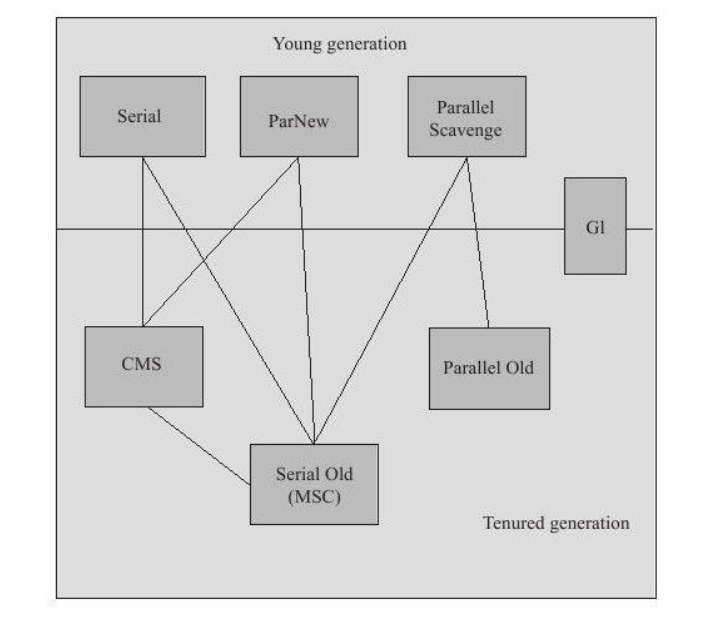 Young generation
Serial
ParNew
Parallel
Scavenge
Gl
CMS
Parallel Old
Serial Old
(MSC)
Tenured generation